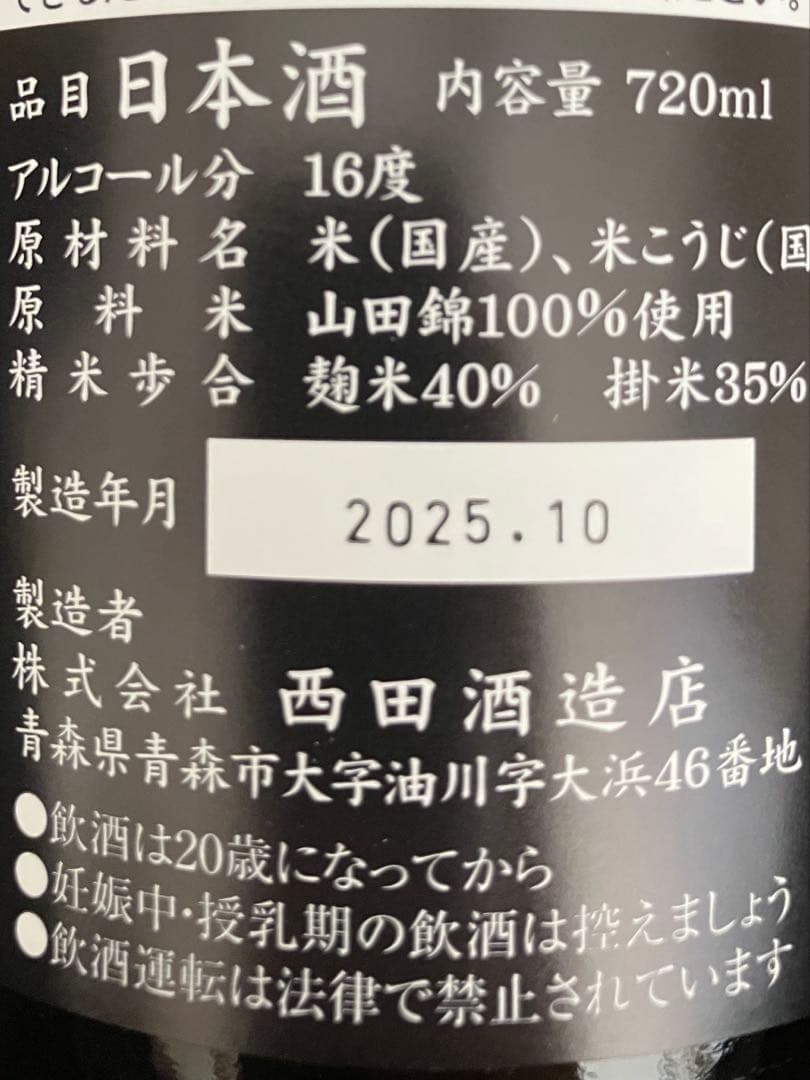 品目 日本酒 内容量 720ml
アルコール分 16度
原材料名 米(国産)、米こうじ(国
原料米 山田錦100%使用
精米歩合 麹米40% 掛米35%
製造年月 2025.10
製造者
株式会社 西田酒造店
青森県青森市大字油川字大浜46番地
●飲酒は20歳になってから
●妊娠中・授乳期の飲酒は控えましょう
●飲酒運転は法律で禁止されています